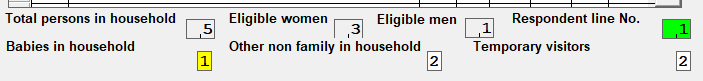 Total persons in household ,5 Eligible women ,3 Eligible men ,1 Respondent line No. ,1
Babies in household 1 Other non family in household 2 Temporary visitors 2